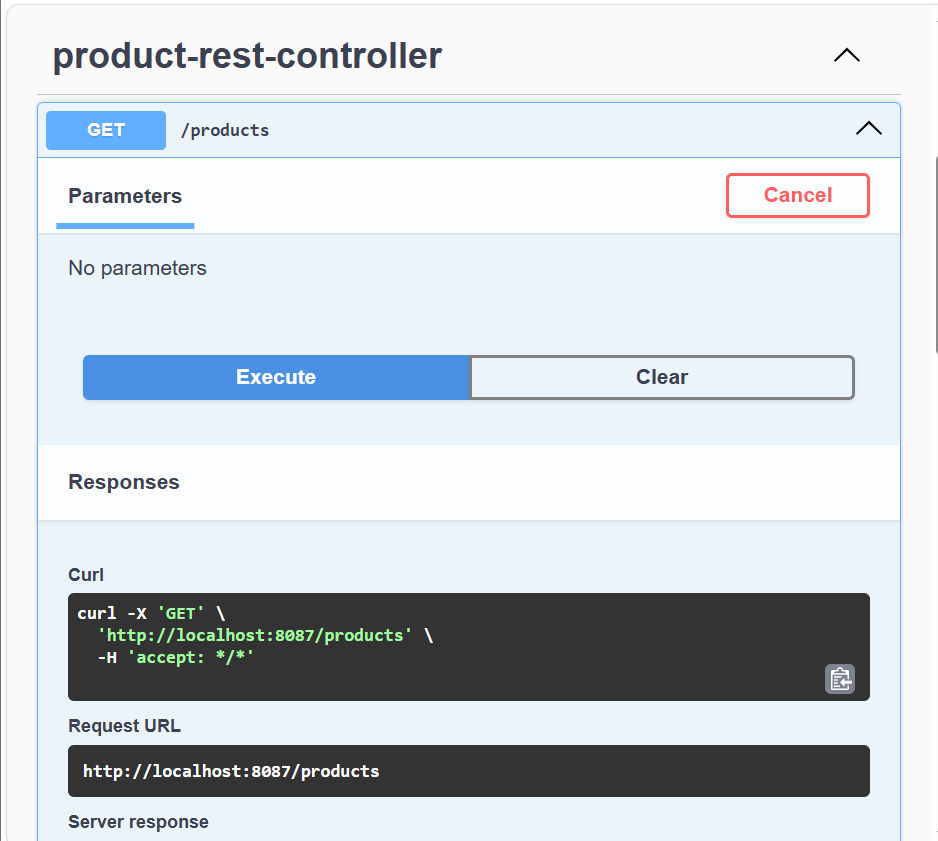 product-rest-controller
GET /products
Parameters
Cancel
No parameters
Execute
Clear
Responses
Curl
curl -X 'GET' \
  'http://localhost:8087/products' \
  -H 'accept: */*'
Request URL
http://localhost:8087/products
Server response